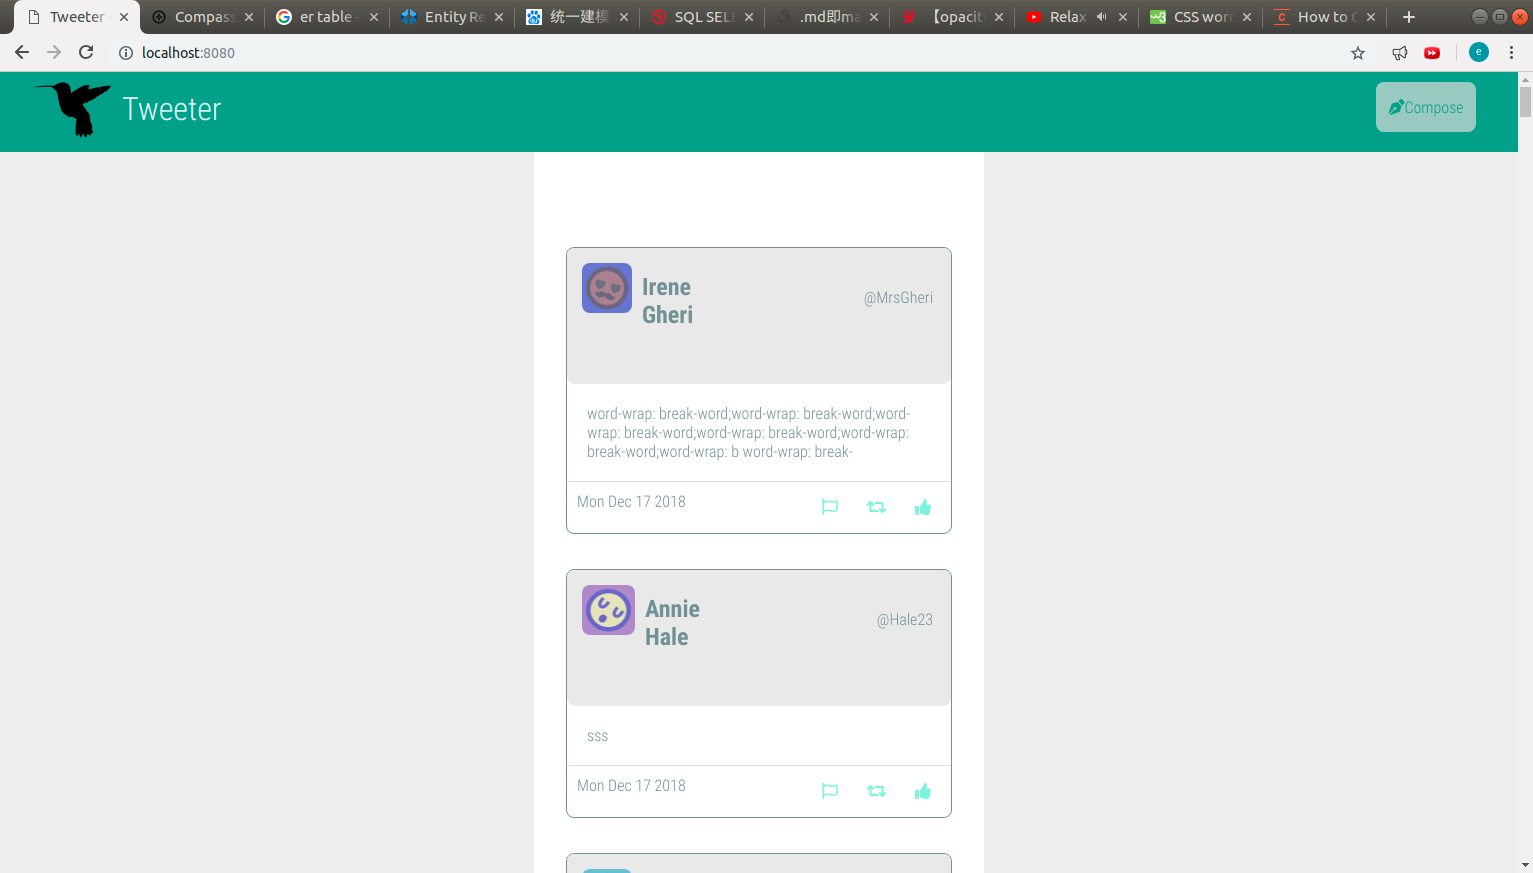 Tweeter
Compass
er table -
Entity Re
统一建模
SQL SELE
.md即ma
【opacity
Relax
CSS word
How to C
localhost:8080
e
Tweeter
Compose
Irene
Gheri
@MrsGheri
word-wrap: break-word;word-wrap: break-word;word-
wrap: break-word;word-wrap: break-word;word-wrap:
break-word;word-wrap: b word-wrap: break-
Mon Dec 17 2018
Annie
Hale
@Hale23
sss
Mon Dec 17 2018